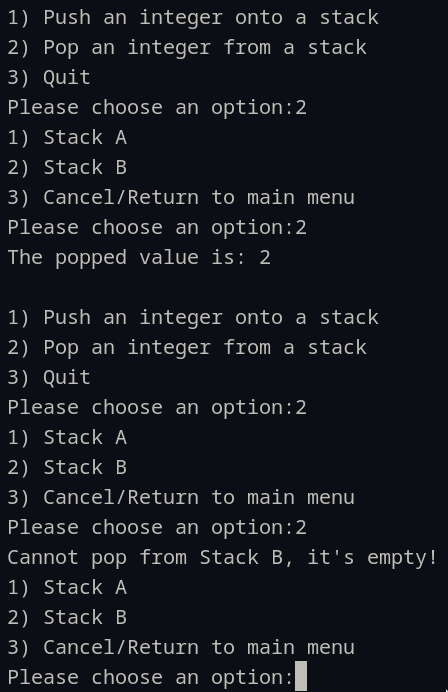 1) Push an integer onto a stack
2) Pop an integer from a stack
3) Quit
Please choose an option:2
1) Stack A
2) Stack B
3) Cancel/Return to main menu
Please choose an option:2
The popped value is: 2

1) Push an integer onto a stack
2) Pop an integer from a stack
3) Quit
Please choose an option:2
1) Stack A
2) Stack B
3) Cancel/Return to main menu
Please choose an option:2
Cannot pop from Stack B, it's empty!
1) Stack A
2) Stack B
3) Cancel/Return to main menu
Please choose an option: